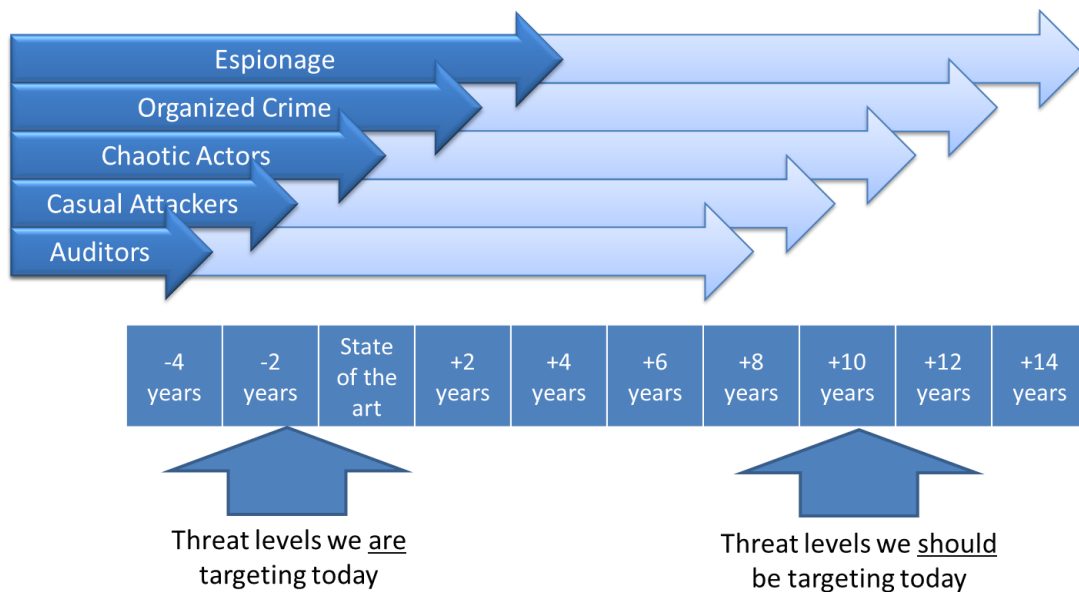 Espionage
Organized Crime
Chaotic Actors
Casual Attackers
Auditors
-4
years
-2
years
State
of the
art
+2
years
+4
years
+6
years
+8
years
+10
years
+12
years
+14
years
Threat levels we are
targeting today
Threat levels we should
be targeting today